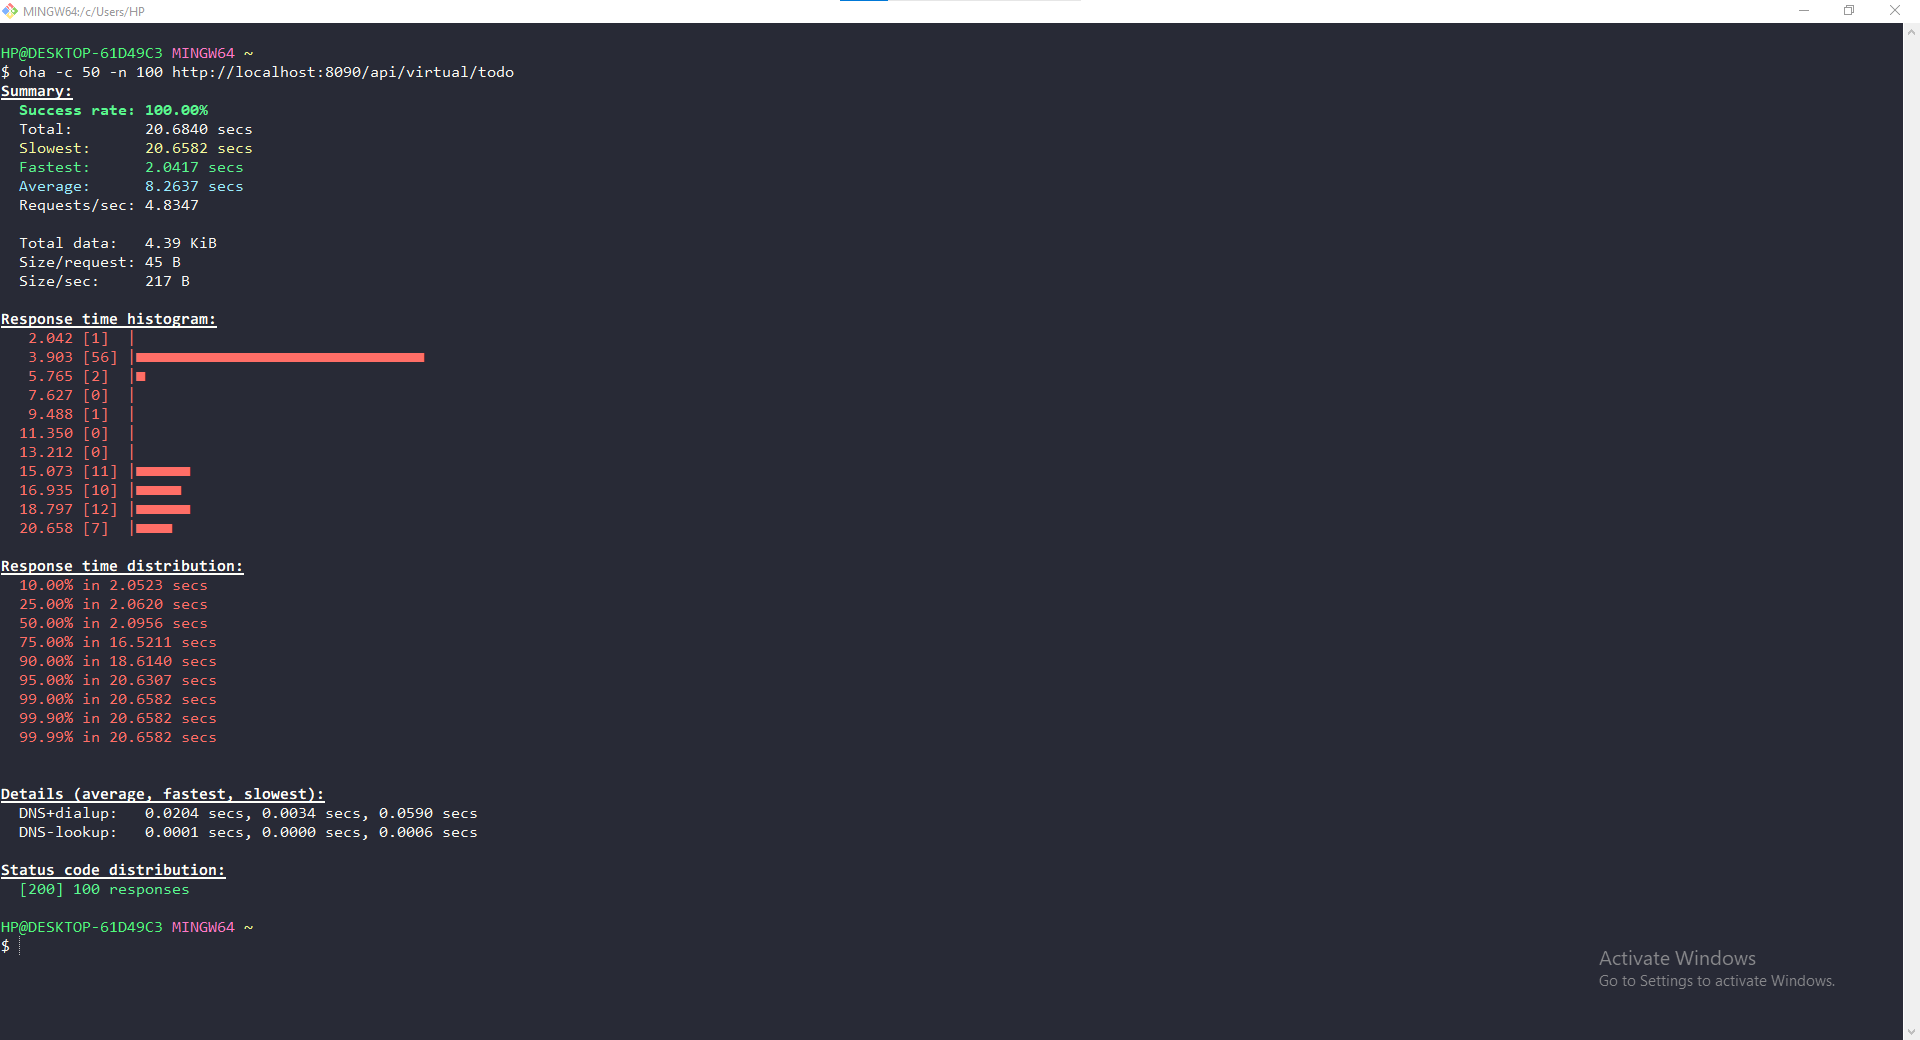 MINGW64:/c/Users/HP
HP@DESKTOP-61D49C3 MINGW64 ~
$ oha -c 50 -n 100 http://localhost:8090/api/virtual/todo
Summary:
  Success rate: 100.00%
  Total:        20.6840 secs
  Slowest:      20.6582 secs
  Fastest:      2.0417 secs
  Average:      8.2637 secs
  Requests/sec: 4.8347

  Total data:   4.39 KiB
  Size/request: 45 B
  Size/sec:     217 B

Response time histogram:
   2.042 [1]  |
   3.903 [56] |■■■■■■■■■■■■■■■■■■■■■■■■■■■■■■■■
   5.765 [2]  |■
   7.627 [0]  |
   9.488 [1]  |
  11.350 [0]  |
  13.212 [0]  |
  15.073 [11] |■■■■■■
  16.935 [10] |■■■■■
  18.797 [12] |■■■■■■
  20.658 [7]  |■■■■

Response time distribution:
  10.00% in 2.0523 secs
  25.00% in 2.0620 secs
  50.00% in 2.0956 secs
  75.00% in 16.5211 secs
  90.00% in 18.6140 secs
  95.00% in 20.6307 secs
  99.00% in 20.6582 secs
  99.90% in 20.6582 secs
  99.99% in 20.6582 secs

Details (average, fastest, slowest):
  DNS+dialup:   0.0204 secs, 0.0034 secs, 0.0590 secs
  DNS-lookup:   0.0001 secs, 0.0000 secs, 0.0006 secs

Status code distribution:
  [200] 100 responses

HP@DESKTOP-61D49C3 MINGW64 ~
$
Activate Windows
Go to Settings to activate Windows.